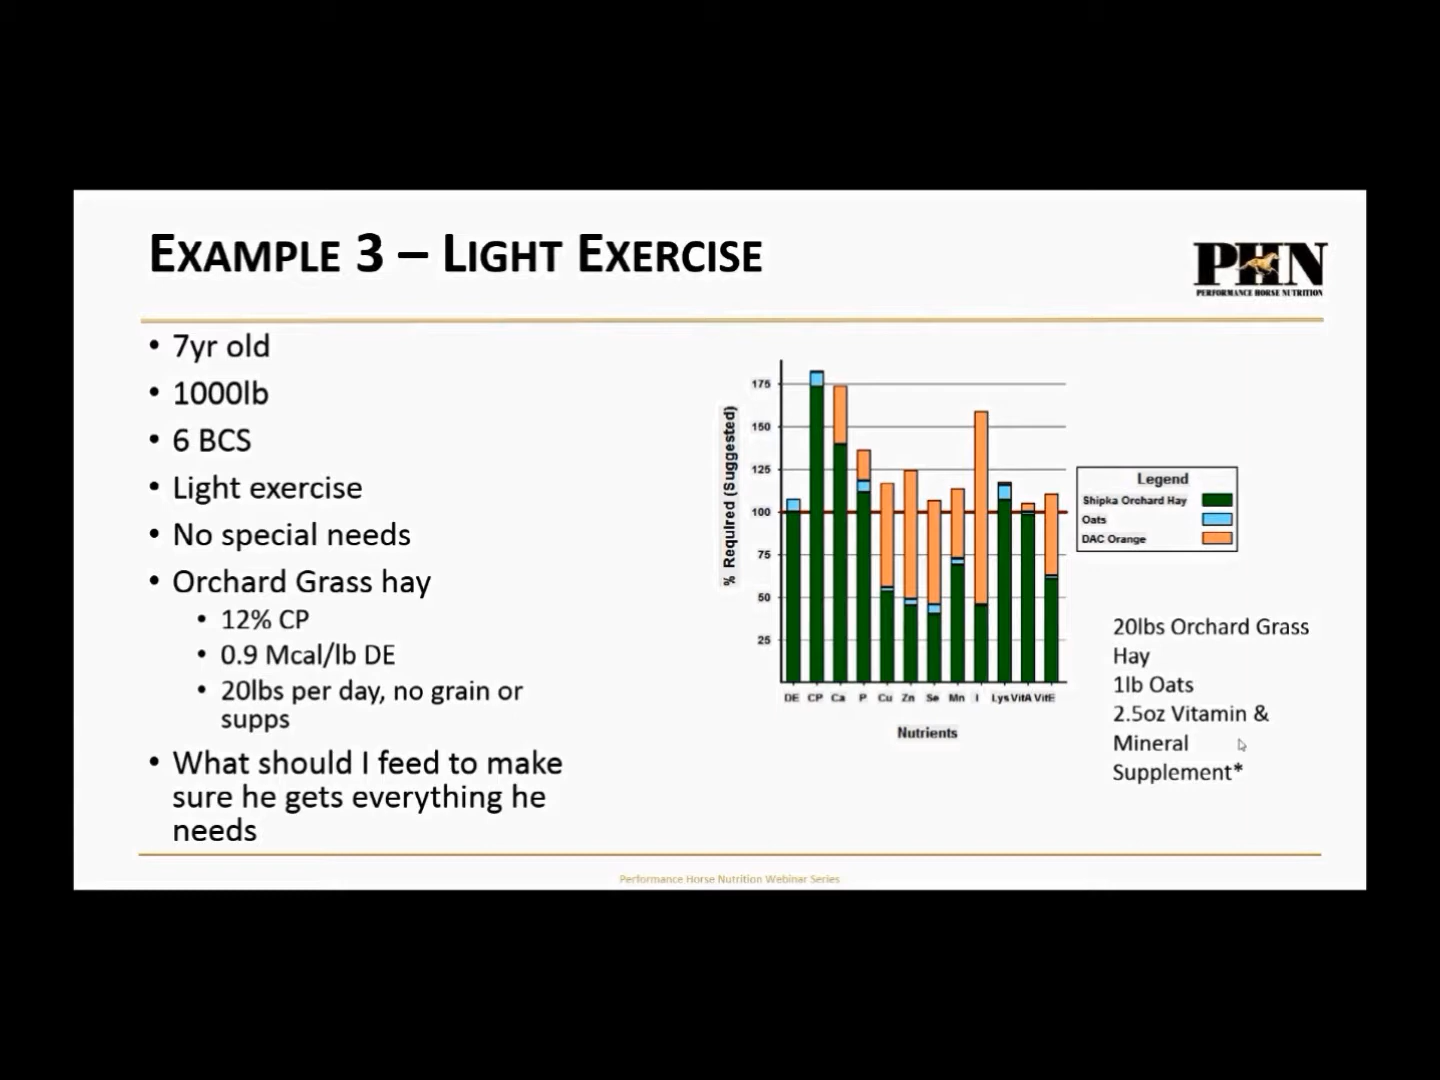 EXAMPLE 3 – LIGHT EXERCISE
PHN
PERFORMANCE HORSE NUTRITION
• 7yr old
• 1000lb
• 6 BCS
• Light exercise
• No special needs
• Orchard Grass hay
• 12% CP
• 0.9 Mcal/lb DE
• 20lbs per day, no grain or
supps
• What should I feed to make
sure he gets everything he
needs
% Required (Suggested)
175
150
125
100
75
50
25
DE CP Ca P Cu Zn Se Mn I Lys VitA VitE
Nutrients
Legend
Shipka Orchard Hay
Oats
DAC Orange
20lbs Orchard Grass
Hay
1lb Oats
2.5oz Vitamin &
Mineral
Supplement*
Performance Horse Nutrition Webinar Series